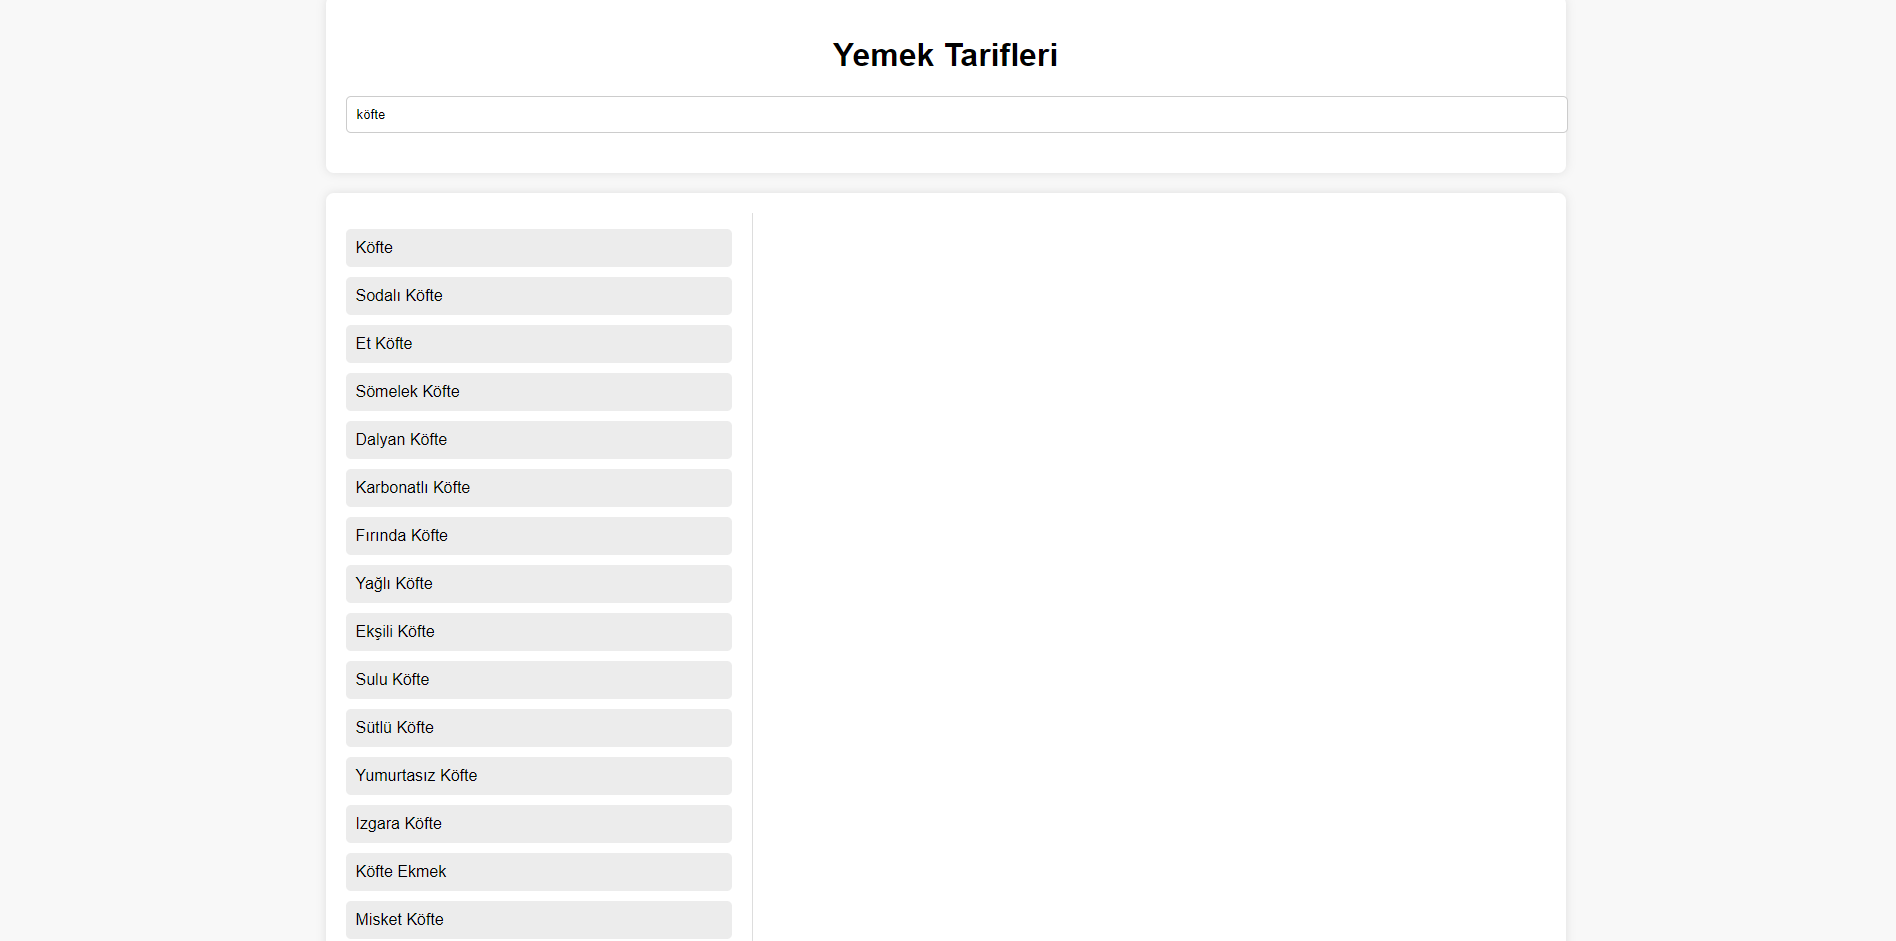 Yemek Tarifleri
köfte
Köfte
Sodalı Köfte
Et Köfte
Sömelek Köfte
Dalyan Köfte
Karbonatlı Köfte
Fırında Köfte
Yağlı Köfte
Ekşili Köfte
Sulu Köfte
Sütlü Köfte
Yumurtasız Köfte
Izgara Köfte
Köfte Ekmek
Misket Köfte